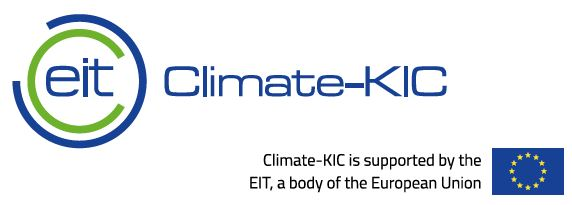 eit Climate-KIC
Climate-KIC is supported by the
EIT, a body of the European Union